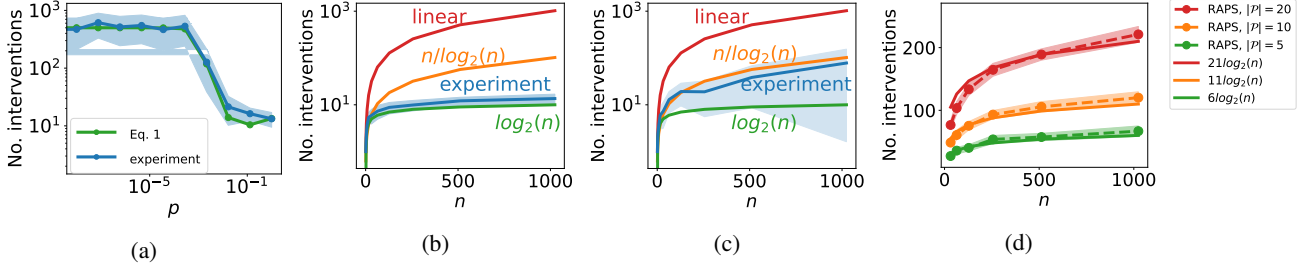 No. interventions
10³
10²
10¹
Eq. 1
experiment
10⁻⁵
10⁻¹
p
(a)
No. interventions
10³
10¹
linear
n/log₂(n)
experiment
log₂(n)
0
500
1000
n
(b)
No. interventions
10³
10¹
linear
n/log₂(n)
experiment
log₂(n)
0
500
1000
n
(c)
No. interventions
200
100
0
500
1000
n
(d)
RAPS, |𝒫| = 20
RAPS, |𝒫| = 10
RAPS, |𝒫| = 5
21log₂(n)
11log₂(n)
6log₂(n)